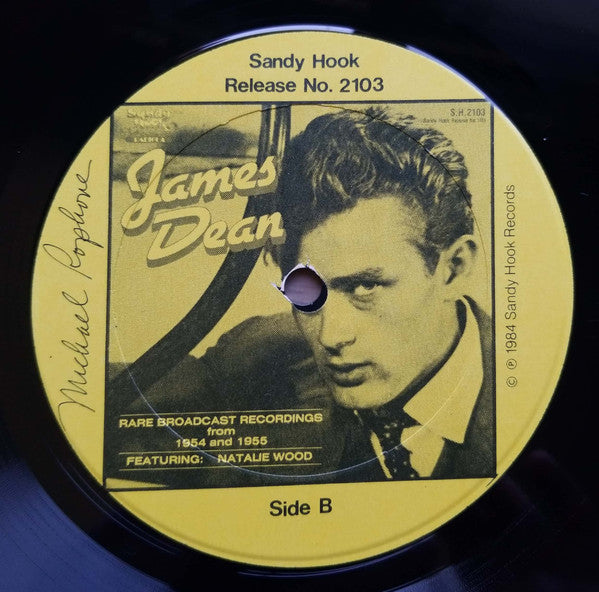 Sandy Hook
Release No. 2103
S.H. 2103
James
Dean
RARE BROADCAST RECORDINGS
from
1954 and 1955
FEATURING: NATALIE WOOD
Side B
Michael Rophone
© ℗ 1984 Sandy Hook Records